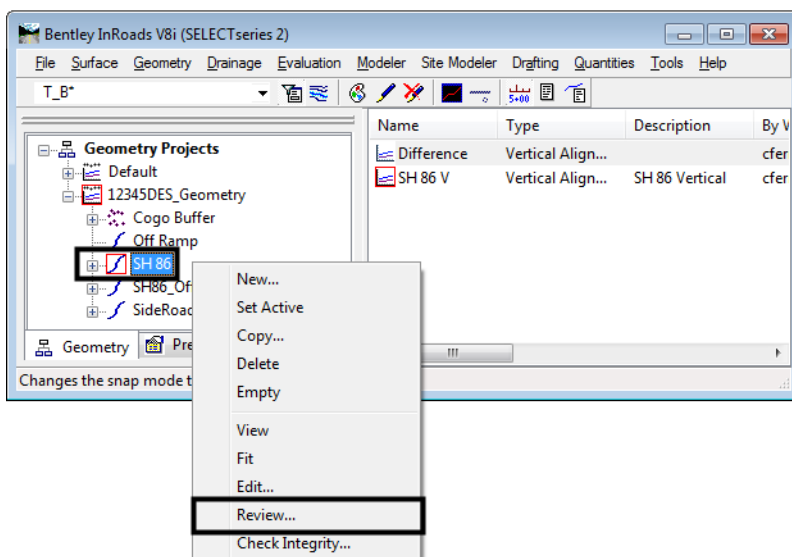 Bentley InRoads V8i (SELECTseries 2)
File Surface Geometry Drainage Evaluation Modeler Site Modeler Drafting Quantities Tools Help
T_B*
5+00
Name Type Description By
Geometry Projects
Difference Vertical Align... cfer
Default
SH 86 V Vertical Align... SH 86 Vertical cfer
12345DES_Geometry
Cogo Buffer
Off Ramp
SH 86
SH86_Of
SideRoad
New...
Set Active
Copy...
Delete
Empty
View
Fit
Edit...
Review...
Check Integrity...
Geometry Pre
Changes the snap mode t